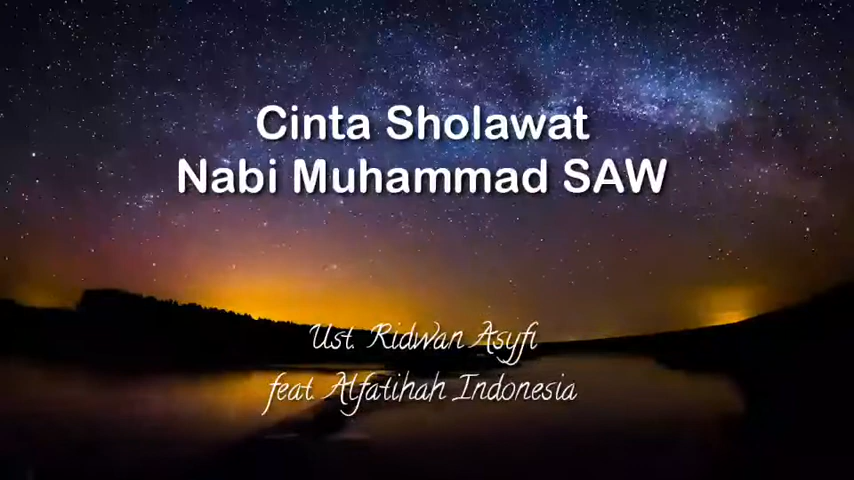 Cinta Sholawat
Nabi Muhammad SAW
Ust. Ridwan Asyfi
feat. Alfatihah Indonesia